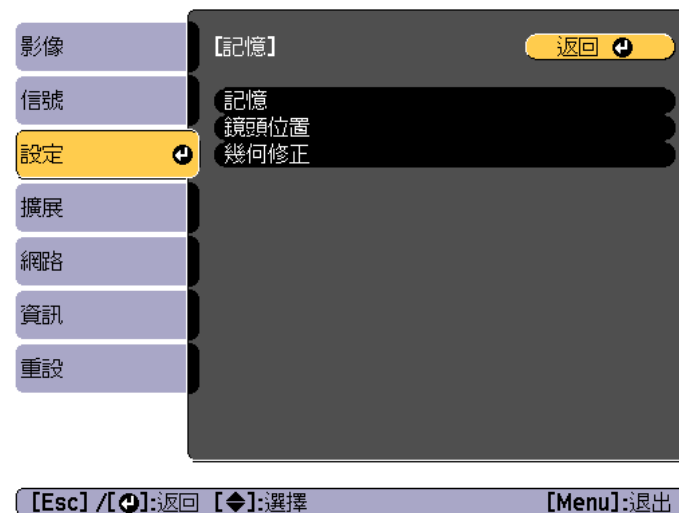 影像
信號
設定
擴展
網路
資訊
重設
[記憶]
返回
記憶
鏡頭位置
幾何修正
[Esc] /[ ]:返回 [ ]:選擇 [Menu]:退出